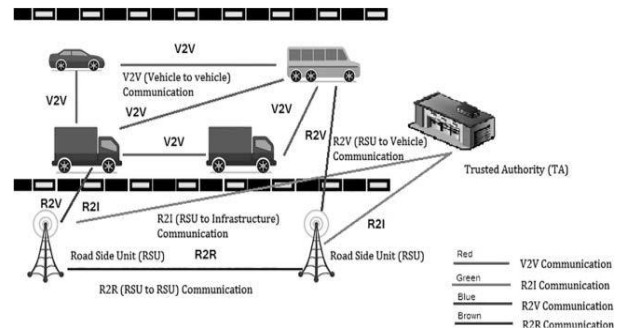 V2V
V2V (Vehicle to vehicle)
Communication
V2V
V2V
V2V
V2V
R2V
R2V (RSU to Vehicle)
Communication
Trusted Authority (TA)
R2V
R2I
R2I (RSU to Infrastructure)
Communication
R2I
Road Side Unit (RSU)
R2R
Road Side Unit (RSU)
R2R (RSU to RSU) Communication
Red
V2V Communication
Green
R2I Communication
Blue
R2V Communication
Brown
R2R Communication